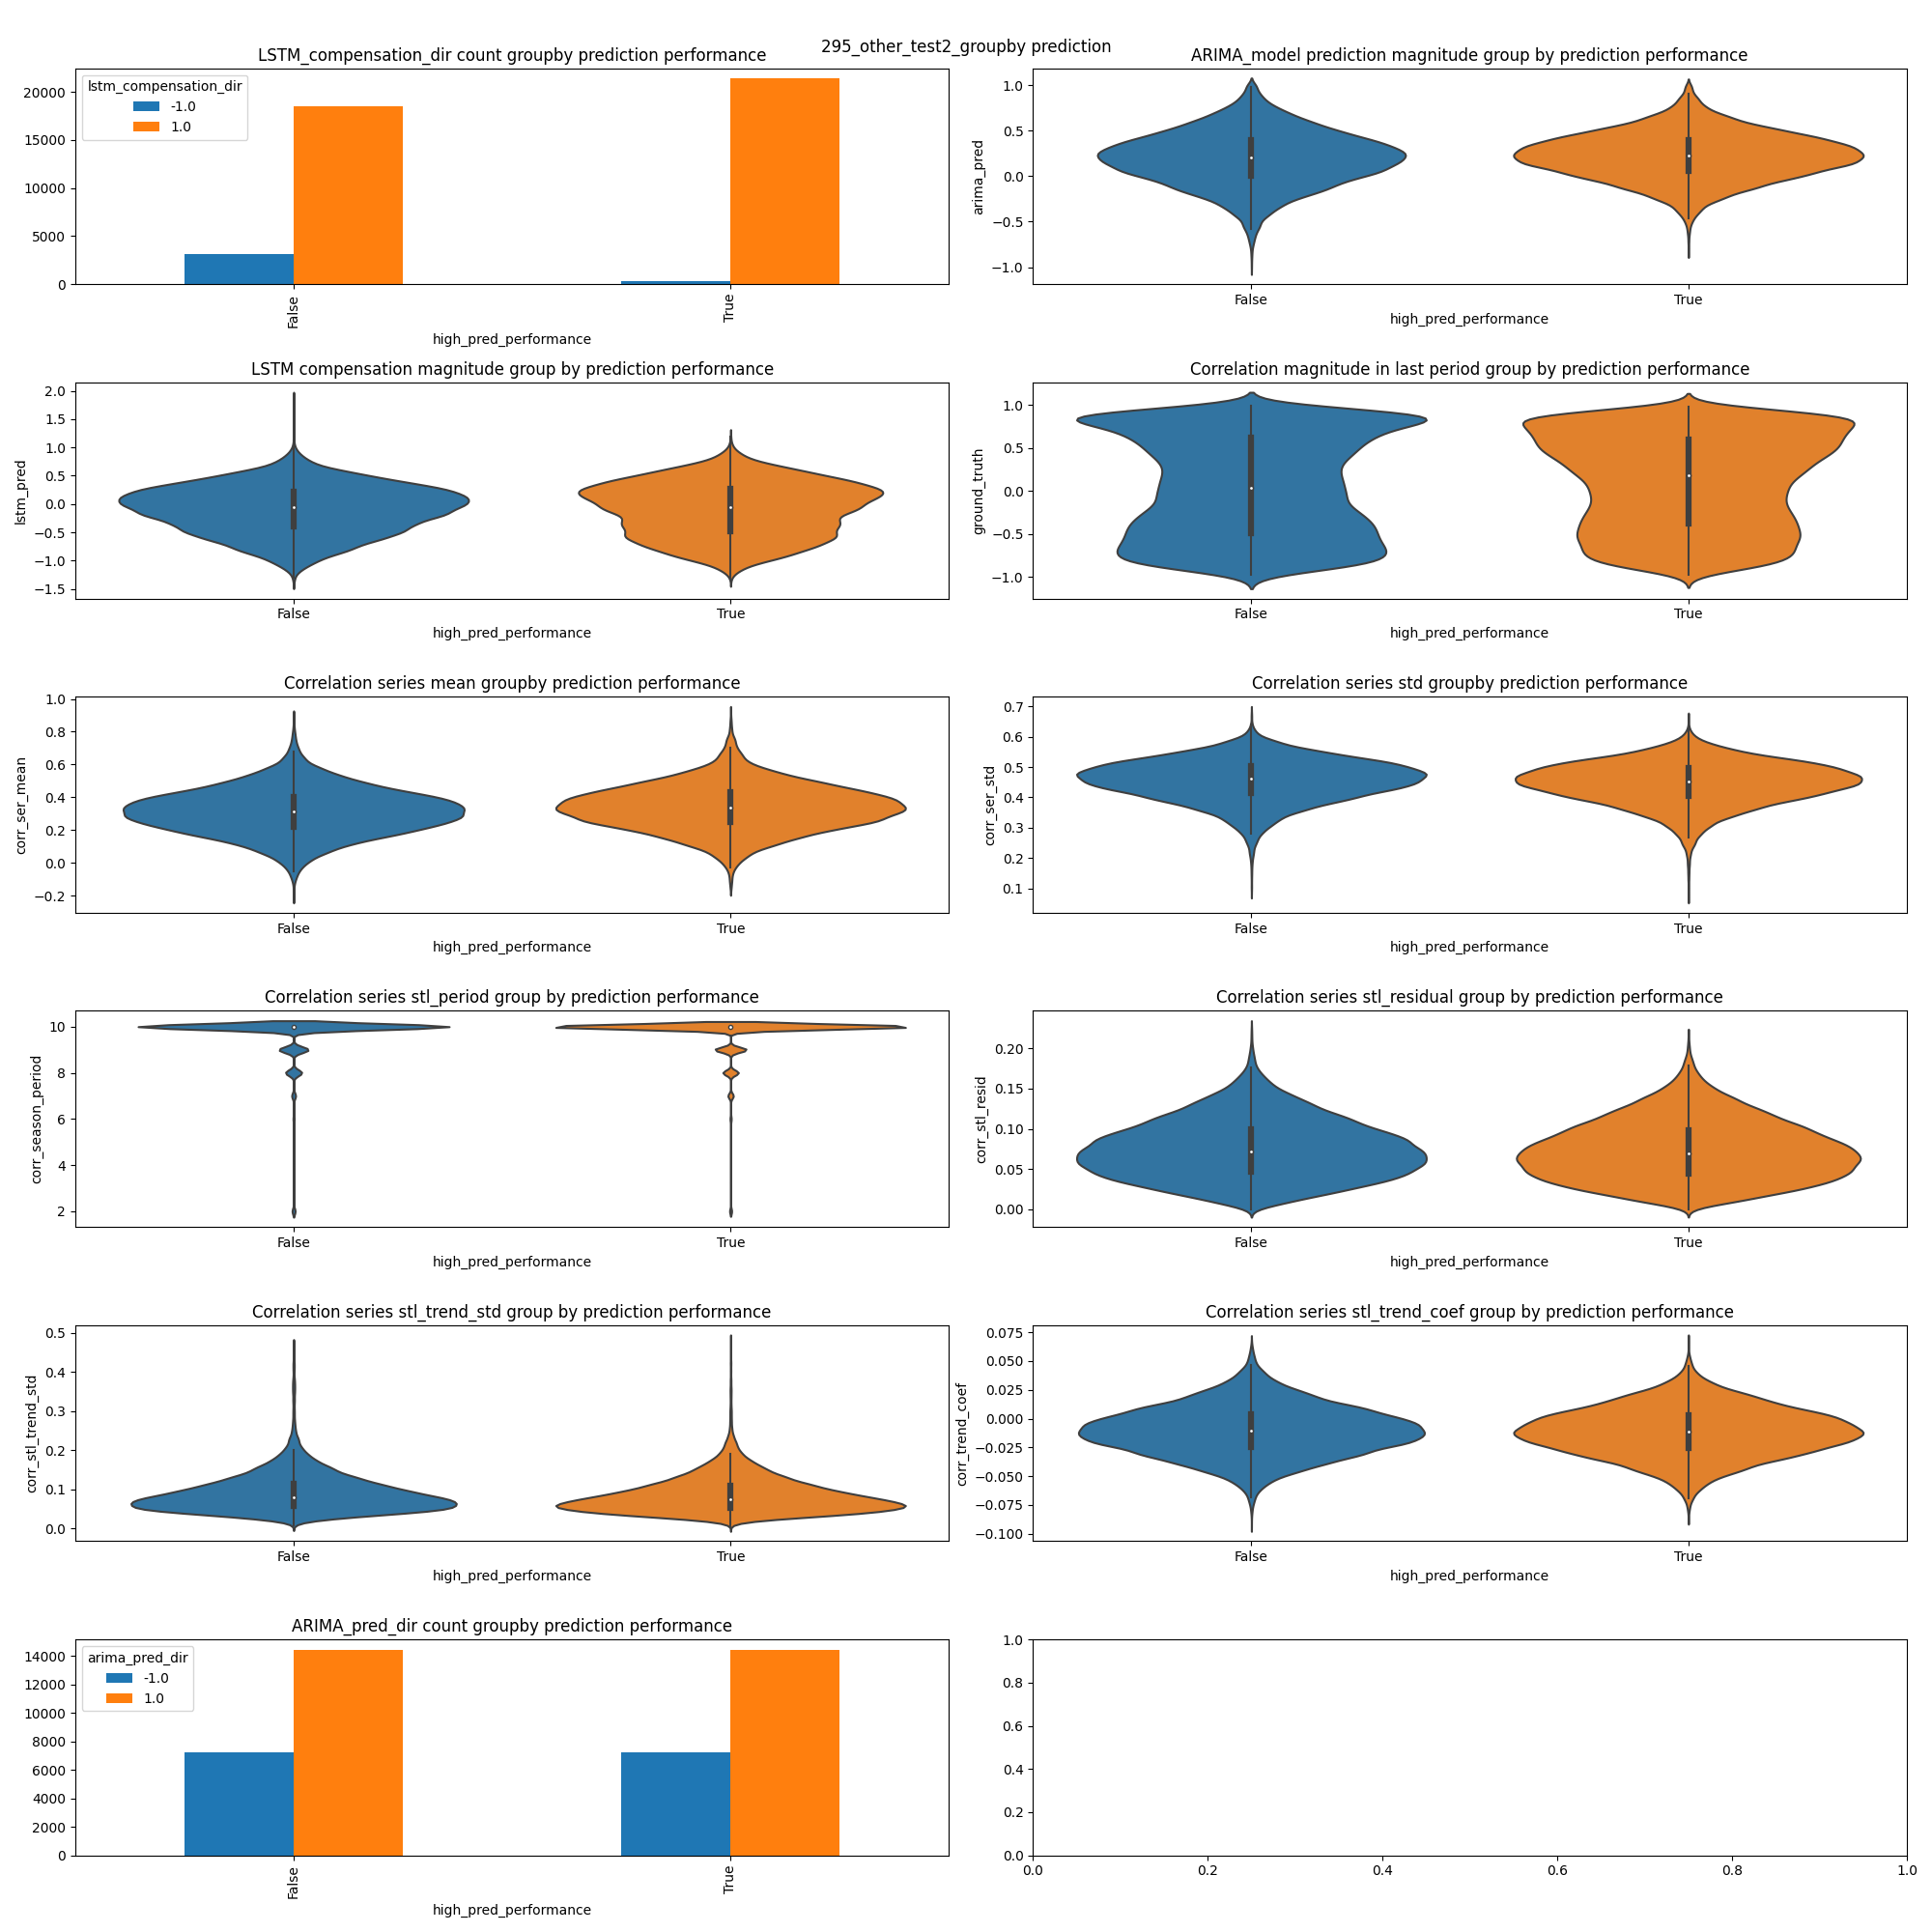 295_other_test2_groupby prediction
LSTM_compensation_dir count groupby prediction performance
lstm_compensation_dir
-1.0
1.0
20000
15000
10000
5000
0
False
True
high_pred_performance
ARIMA_model prediction magnitude group by prediction performance
arima_pred
1.0
0.5
0.0
−0.5
−1.0
False
True
high_pred_performance
LSTM compensation magnitude group by prediction performance
lstm_pred
2.0
1.5
1.0
0.5
0.0
−0.5
−1.0
−1.5
False
True
high_pred_performance
Correlation magnitude in last period group by prediction performance
ground_truth
1.0
0.5
0.0
−0.5
−1.0
False
True
high_pred_performance
Correlation series mean groupby prediction performance
corr_ser_mean
1.0
0.8
0.6
0.4
0.2
0.0
−0.2
False
True
high_pred_performance
Correlation series std groupby prediction performance
corr_ser_std
0.7
0.6
0.5
0.4
0.3
0.2
0.1
False
True
high_pred_performance
Correlation series stl_period group by prediction performance
corr_season_period
10
8
6
4
2
False
True
high_pred_performance
Correlation series stl_residual group by prediction performance
corr_stl_resid
0.20
0.15
0.10
0.05
0.00
False
True
high_pred_performance
Correlation series stl_trend_std group by prediction performance
corr_stl_trend_std
0.5
0.4
0.3
0.2
0.1
0.0
False
True
high_pred_performance
Correlation series stl_trend_coef group by prediction performance
corr_trend_coef
0.075
0.050
0.025
0.000
−0.025
−0.050
−0.075
−0.100
False
True
high_pred_performance
ARIMA_pred_dir count groupby prediction performance
arima_pred_dir
-1.0
1.0
14000
12000
10000
8000
6000
4000
2000
0
False
True
high_pred_performance
1.0
0.8
0.6
0.4
0.2
0.0
0.0
0.2
0.4
0.6
0.8
1.0